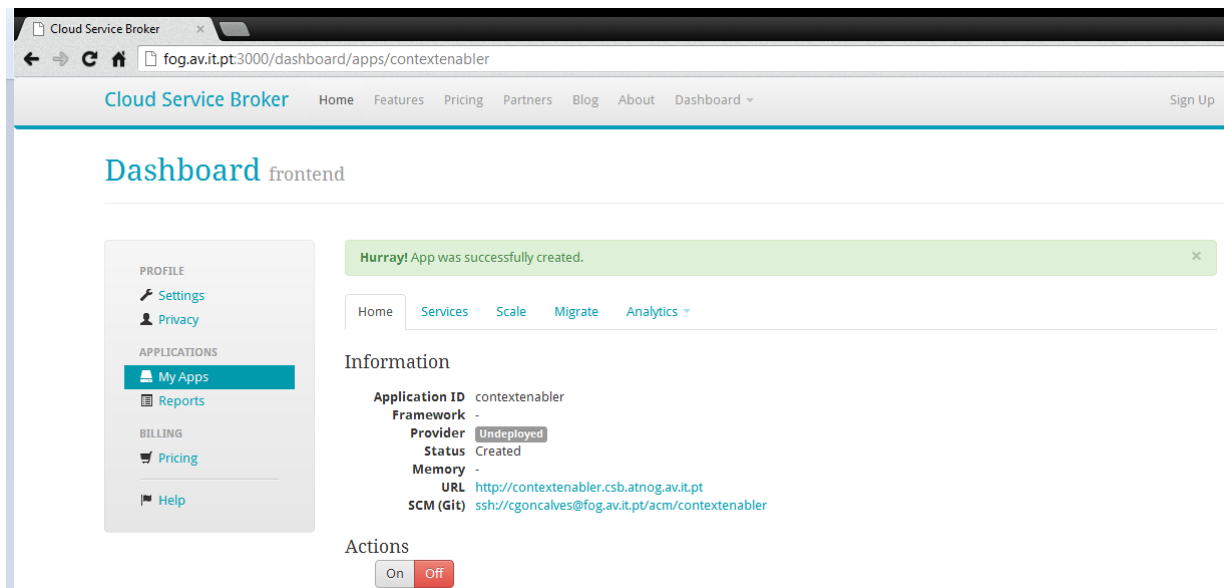 Cloud Service Broker
fog.av.it.pt:3000/dashboard/apps/contextenabler
Cloud Service Broker Home Features Pricing Partners Blog About Dashboard Sign Up
Dashboard frontend
PROFILE
Settings
Privacy
APPLICATIONS
My Apps
Reports
BILLING
Pricing
Help
Hurray! App was successfully created. ×
Home Services Scale Migrate Analytics
Information
Application ID contextenabler
Framework -
Provider Undeployed
Status Created
Memory -
URL http://contextenabler.csb.atnog.av.it.pt
SCM (Git) ssh://cgoncalves@fog.av.it.pt/acm/contextenabler
Actions
On Off